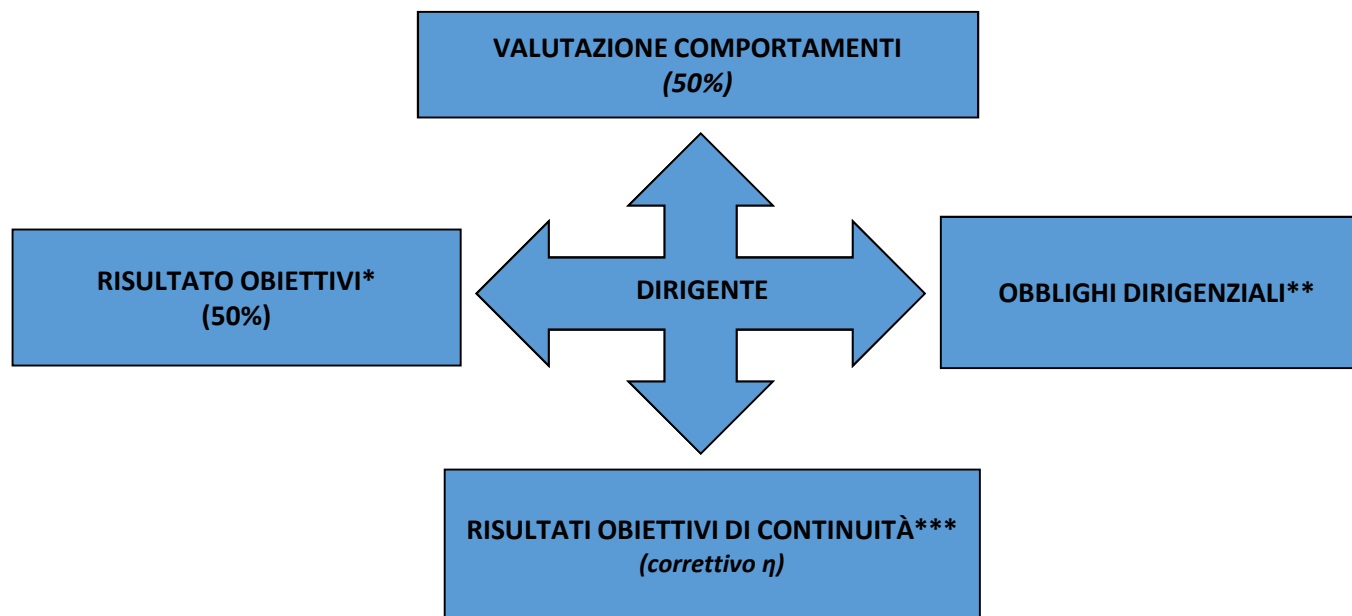 VALUTAZIONE COMPORTAMENTI
(50%)
RISULTATO OBIETTIVI*
(50%)
DIRIGENTE
OBBLIGHI DIRIGENZIALI**
RISULTATI OBIETTIVI DI CONTINUITÀ***
(correttivo η)